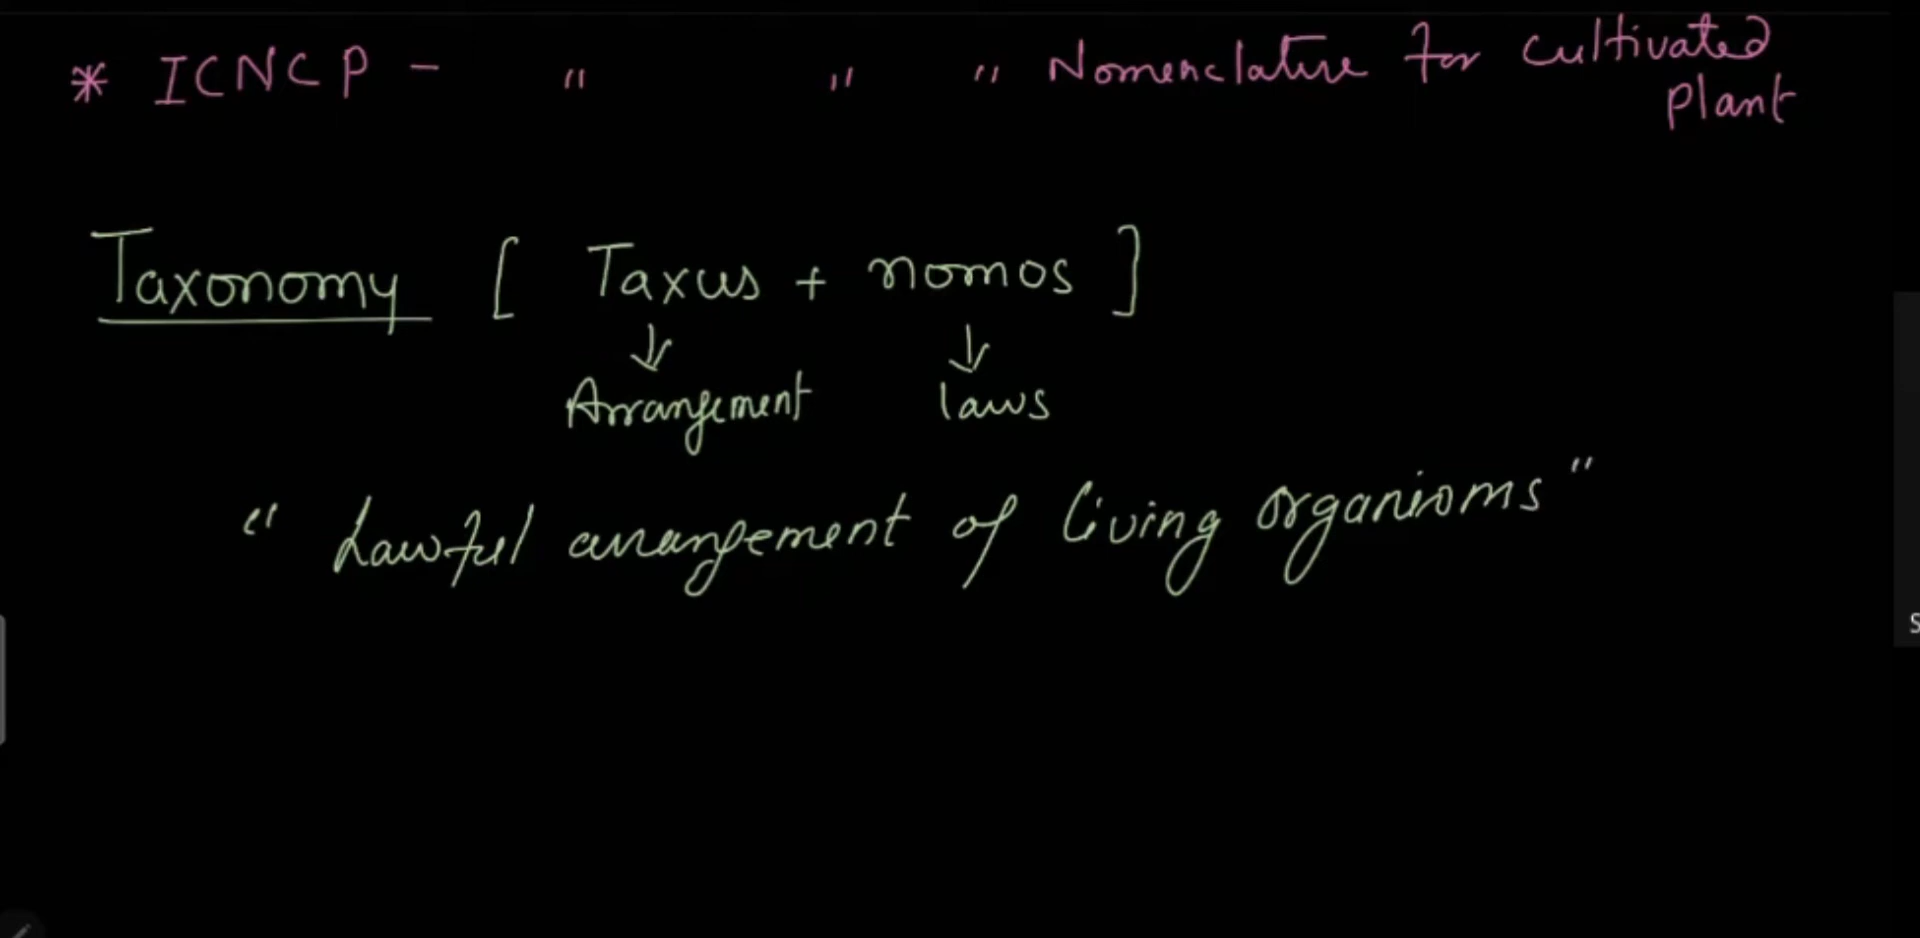 * ICNCP - " " " Nomenclature for cultivated
plant
Taxonomy [ Taxus + nomos ]
Arrangement laws
" Lawful arrangement of living organisms "
S